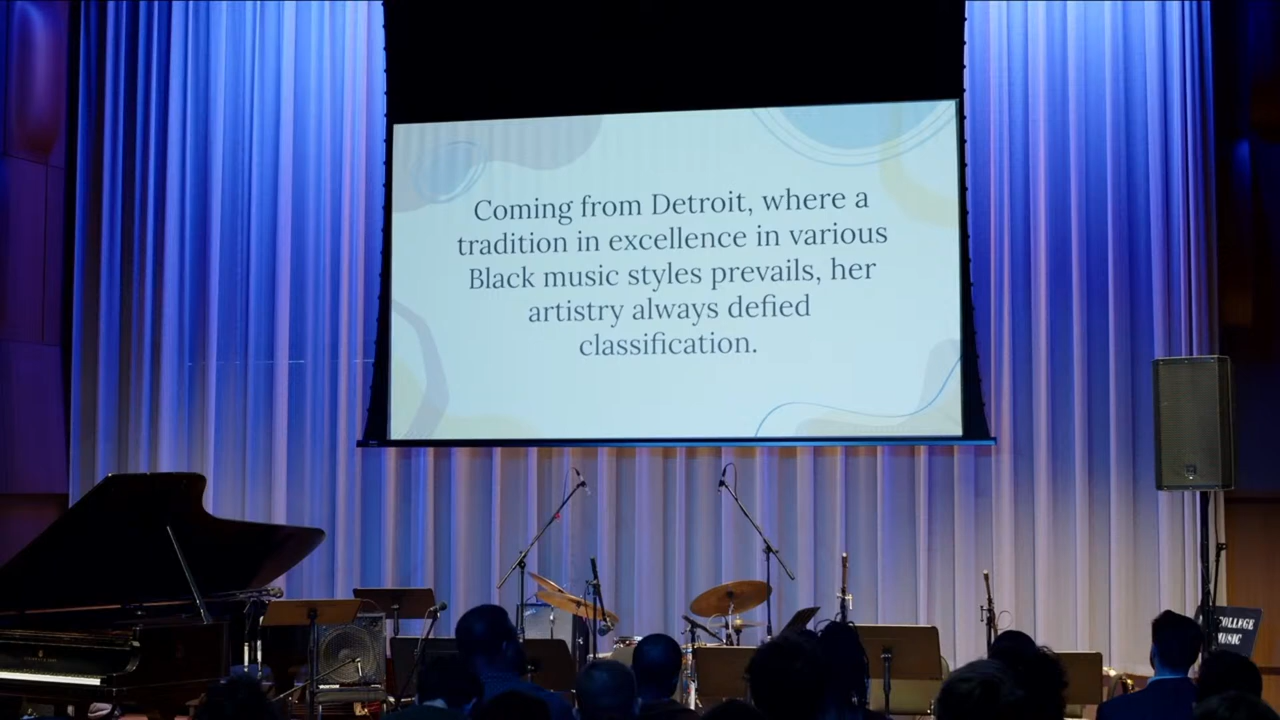 Coming from Detroit, where a
tradition in excellence in various
Black music styles prevails, her
artistry always defied
classification.
COLLEGE
MUSIC